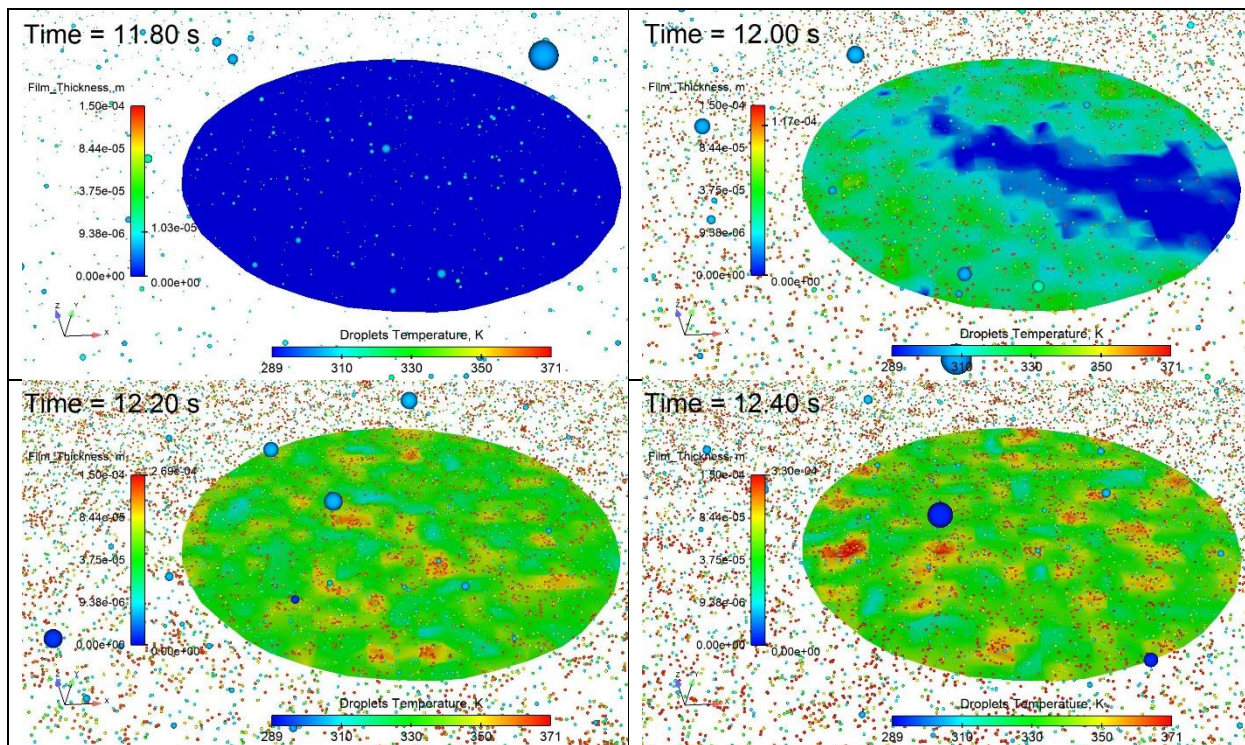 Time = 11.80 s
Film_Thickness, m
1.50e-04
8.44e-05
3.75e-05
1.03e-05
9.38e-06
0.00e+00 0.00e+00
Z Y X
Droplets Temperature, K
289 310 330 350 371
Time = 12.00 s
Film_Thickness, m
1.50e-04
1.17e-04
8.44e-05
3.75e-05
9.38e-06
0.00e+00 0.00e+00
Z Y X
Droplets Temperature, K
289 310 330 350 371
Time = 12.20 s
Film_Thickness, m
1.50e-04 2.69e-04
8.44e-05
3.75e-05
9.38e-06
0.00e+00 0.00e+00
Z Y X
Droplets Temperature, K
289 310 330 350 371
Time = 12.40 s
Film_Thickness, m
1.50e-04 3.30e-04
8.44e-05
3.75e-05
9.38e-06
0.00e+00 0.00e+00
Z Y X
Droplets Temperature, K
289 310 330 350 371